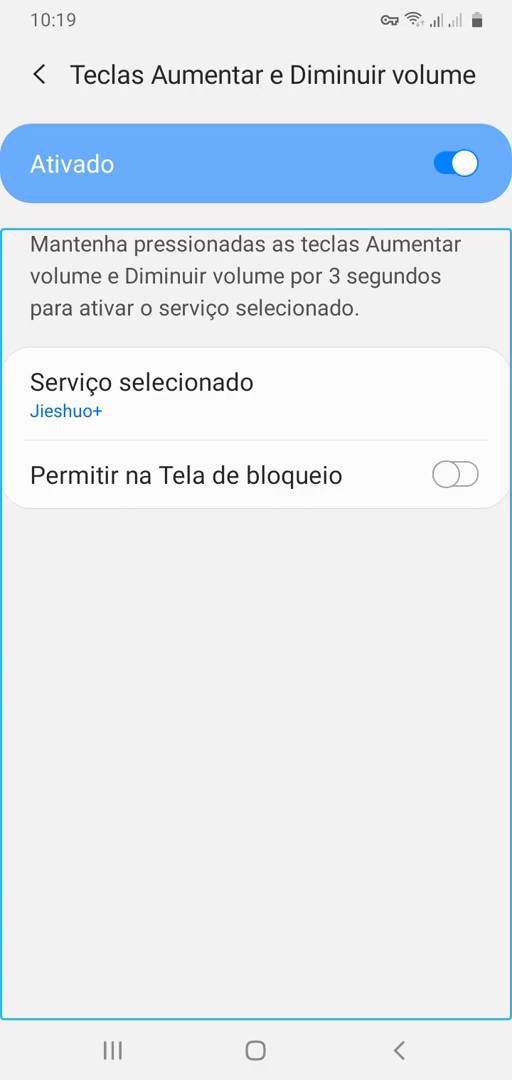 10:19
Teclas Aumentar e Diminuir volume
Ativado
Mantenha pressionadas as teclas Aumentar
volume e Diminuir volume por 3 segundos
para ativar o serviço selecionado.
Serviço selecionado
Jieshuo+
Permitir na Tela de bloqueio